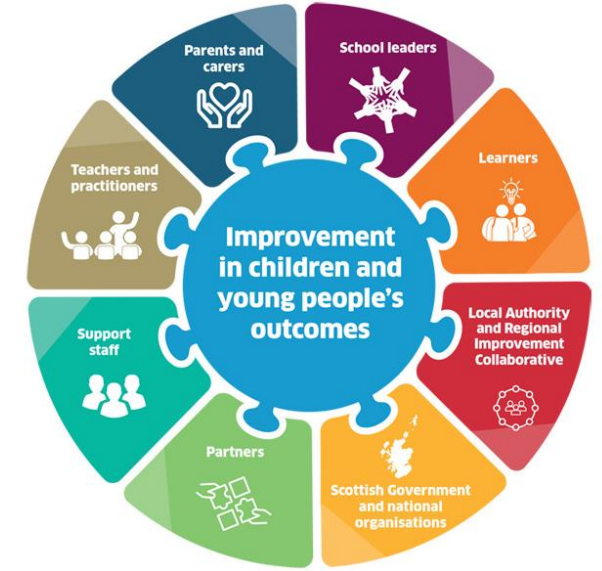 Parents and
carers
School leaders
Learners
Local Authority
and Regional
Improvement
Collaborative
Scottish Government
and national
organisations
Partners
Support
staff
Teachers and
practitioners
Improvement
in children and
young people's
outcomes